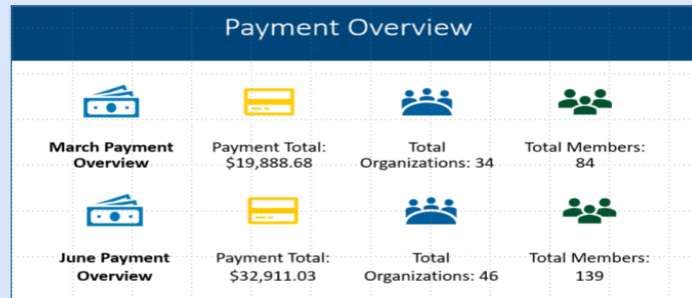 Payment Overview
March Payment
Overview
Payment Total:
$19,888.68
Total
Organizations: 34
Total Members:
84
June Payment
Overview
Payment Total:
$32,911.03
Total
Organizations: 46
Total Members:
139